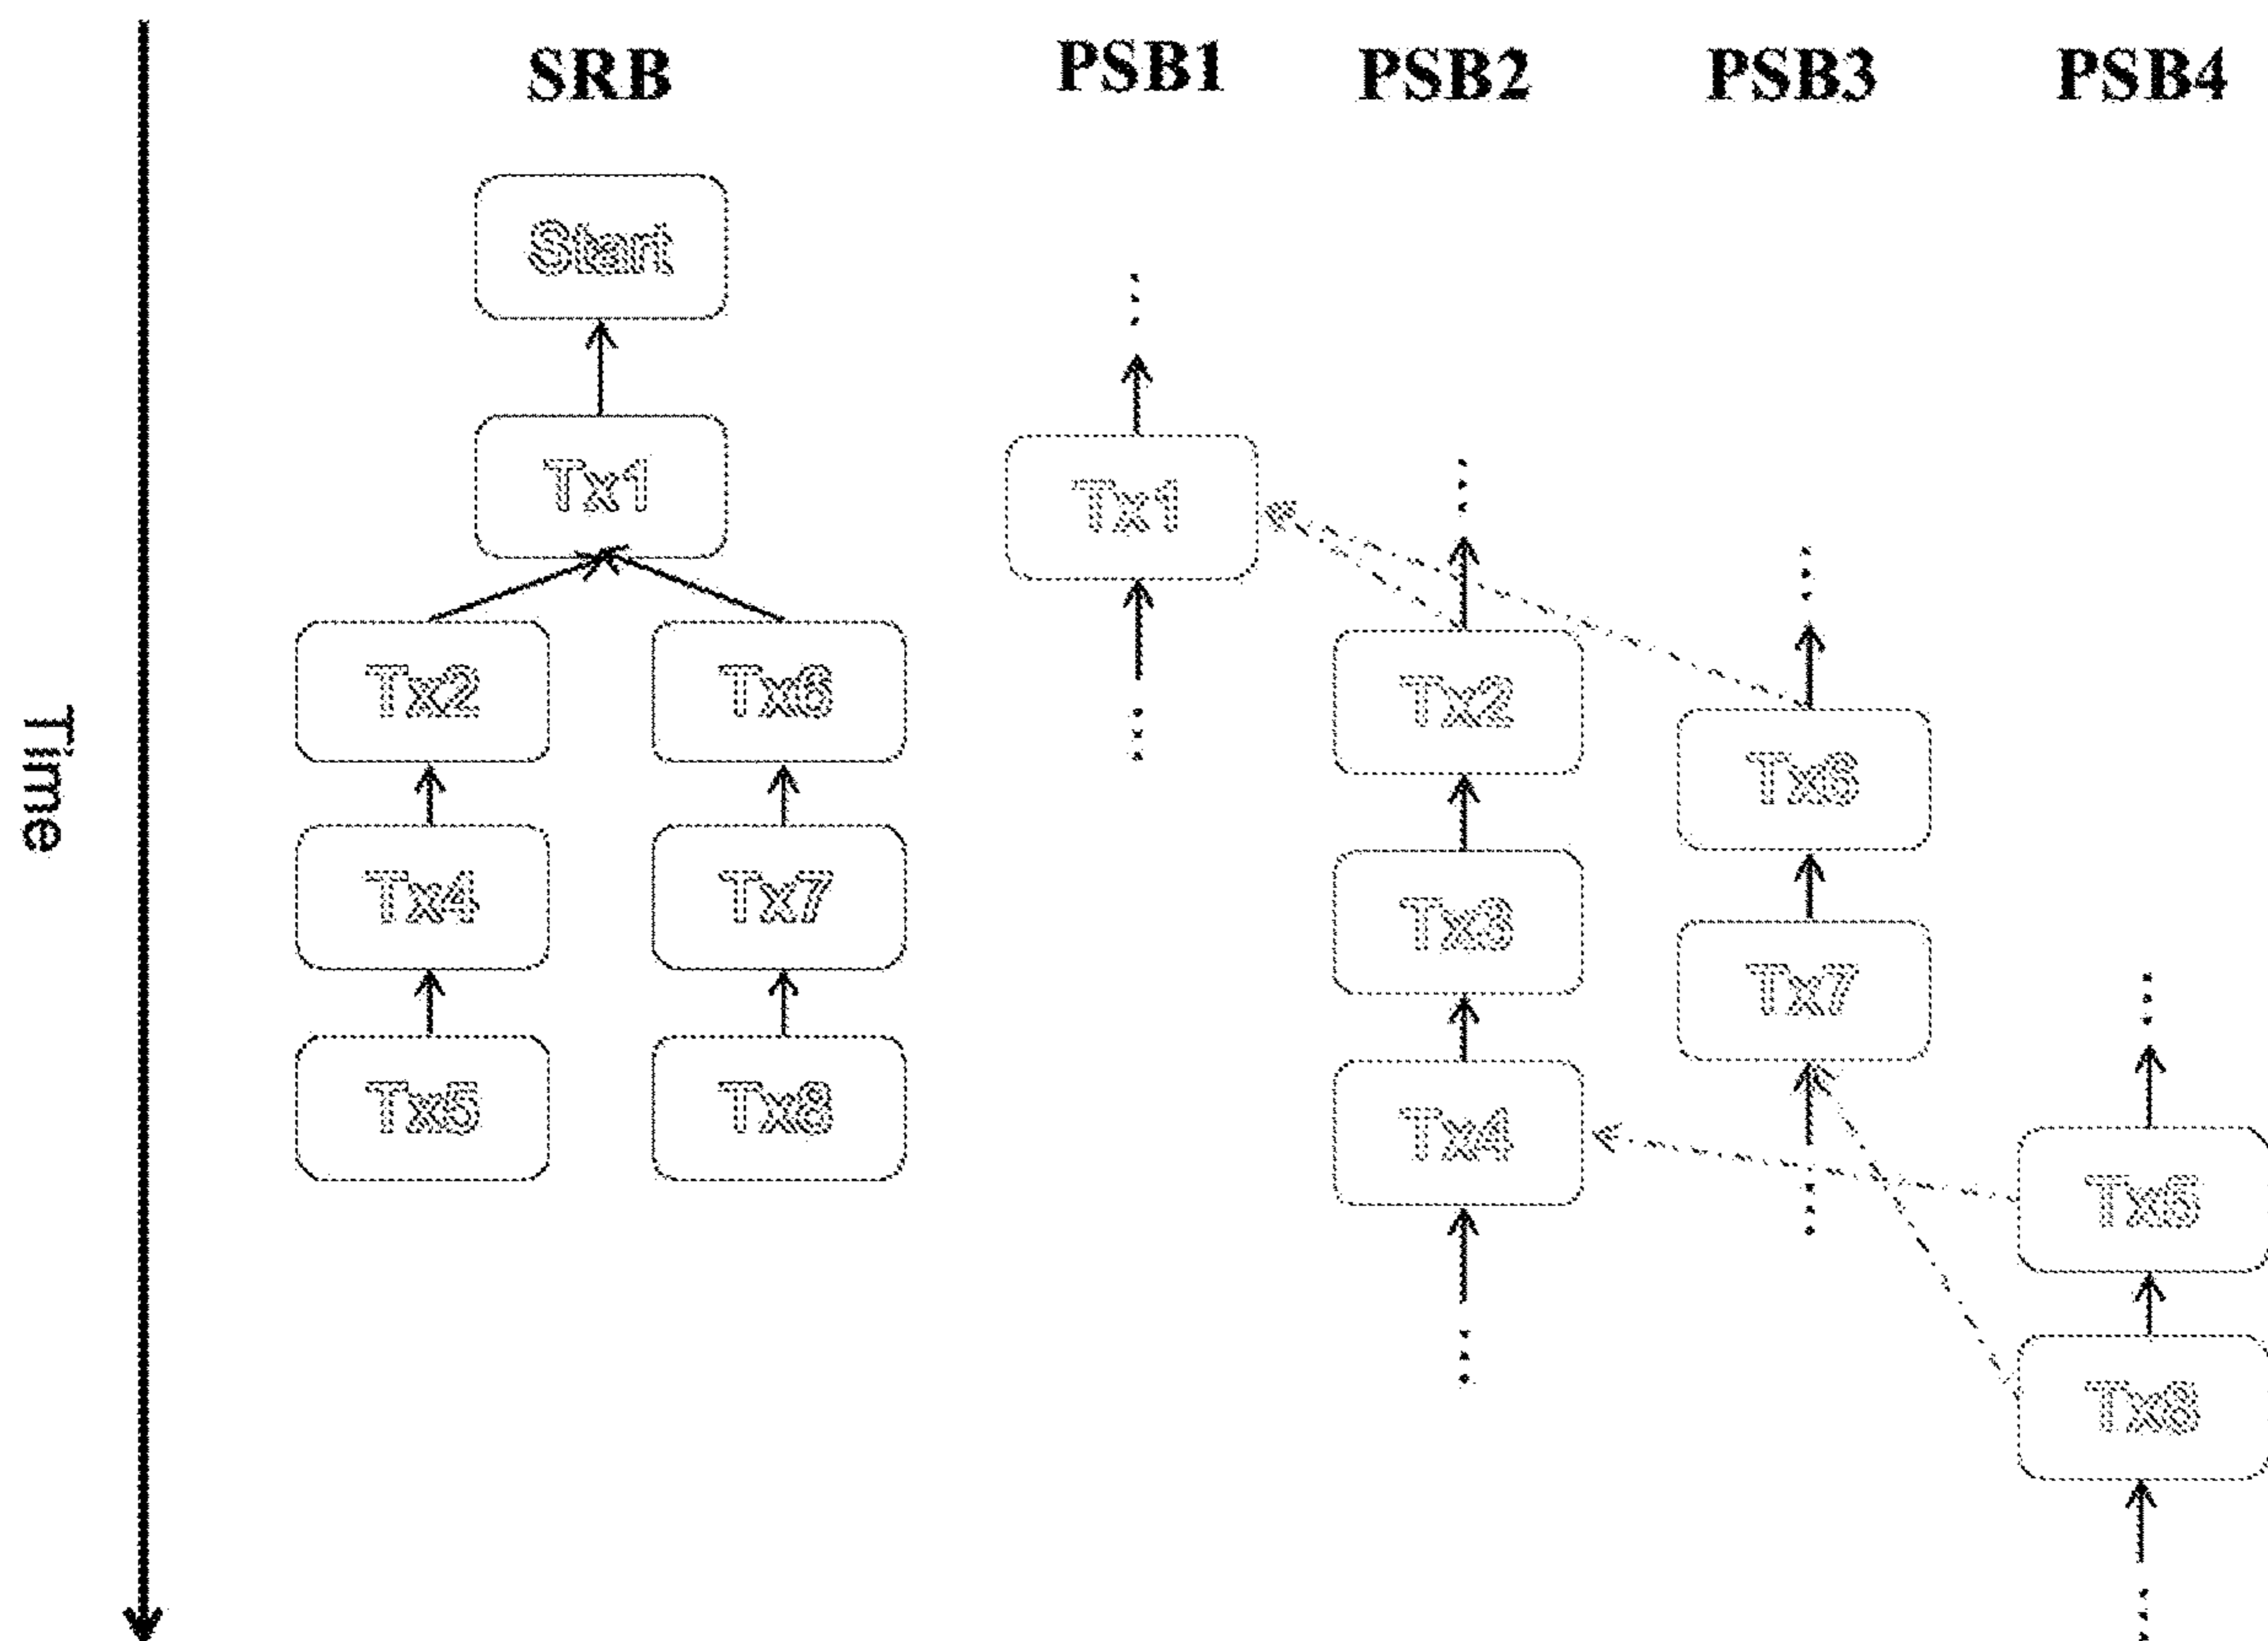 SRB PSB1 PSB2 PSB3 PSB4
Start
Tx1
Tx1
Tx2
Tx6
Tx2
Tx6
Time
Tx4
Tx7
Tx3
Tx7
Tx5
Tx8
Tx4
Tx5
Tx8